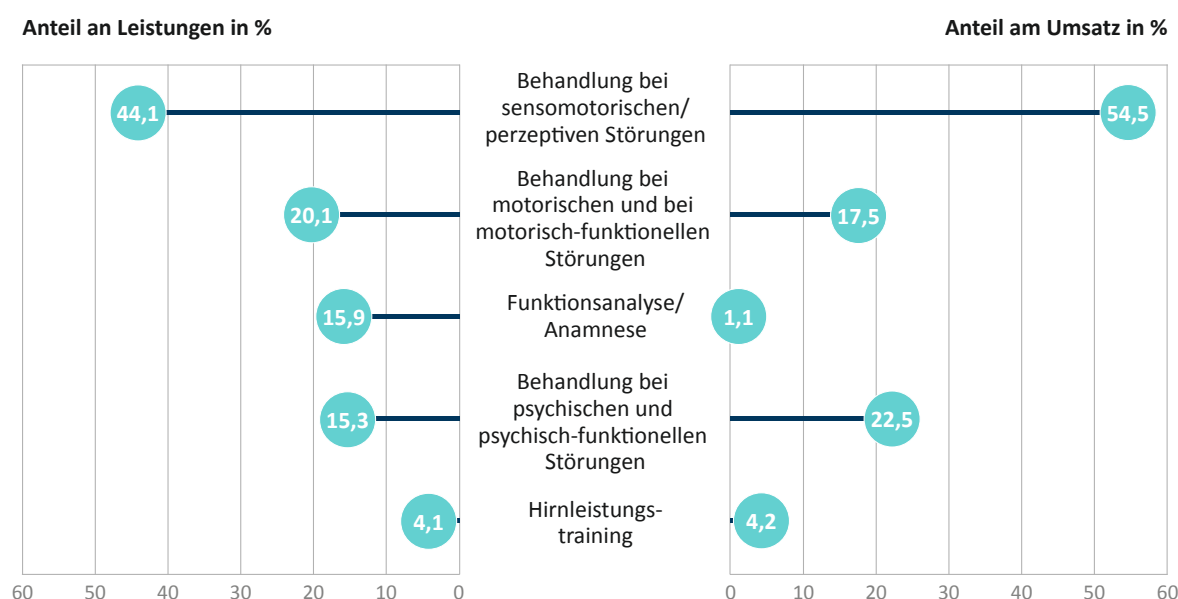 Anteil an Leistungen in %
Anteil am Umsatz in %
44,1
Behandlung bei
sensomotorischen/
perzeptiven Störungen
54,5
20,1
Behandlung bei
motorischen und bei
motorisch-funktionellen
Störungen
17,5
15,9
Funktionsanalyse/
Anamnese
1,1
15,3
Behandlung bei
psychischen und
psychisch-funktionellen
Störungen
22,5
4,1
Hirnleistungs-
training
4,2
60 50 40 30 20 10 0
0 10 20 30 40 50 60